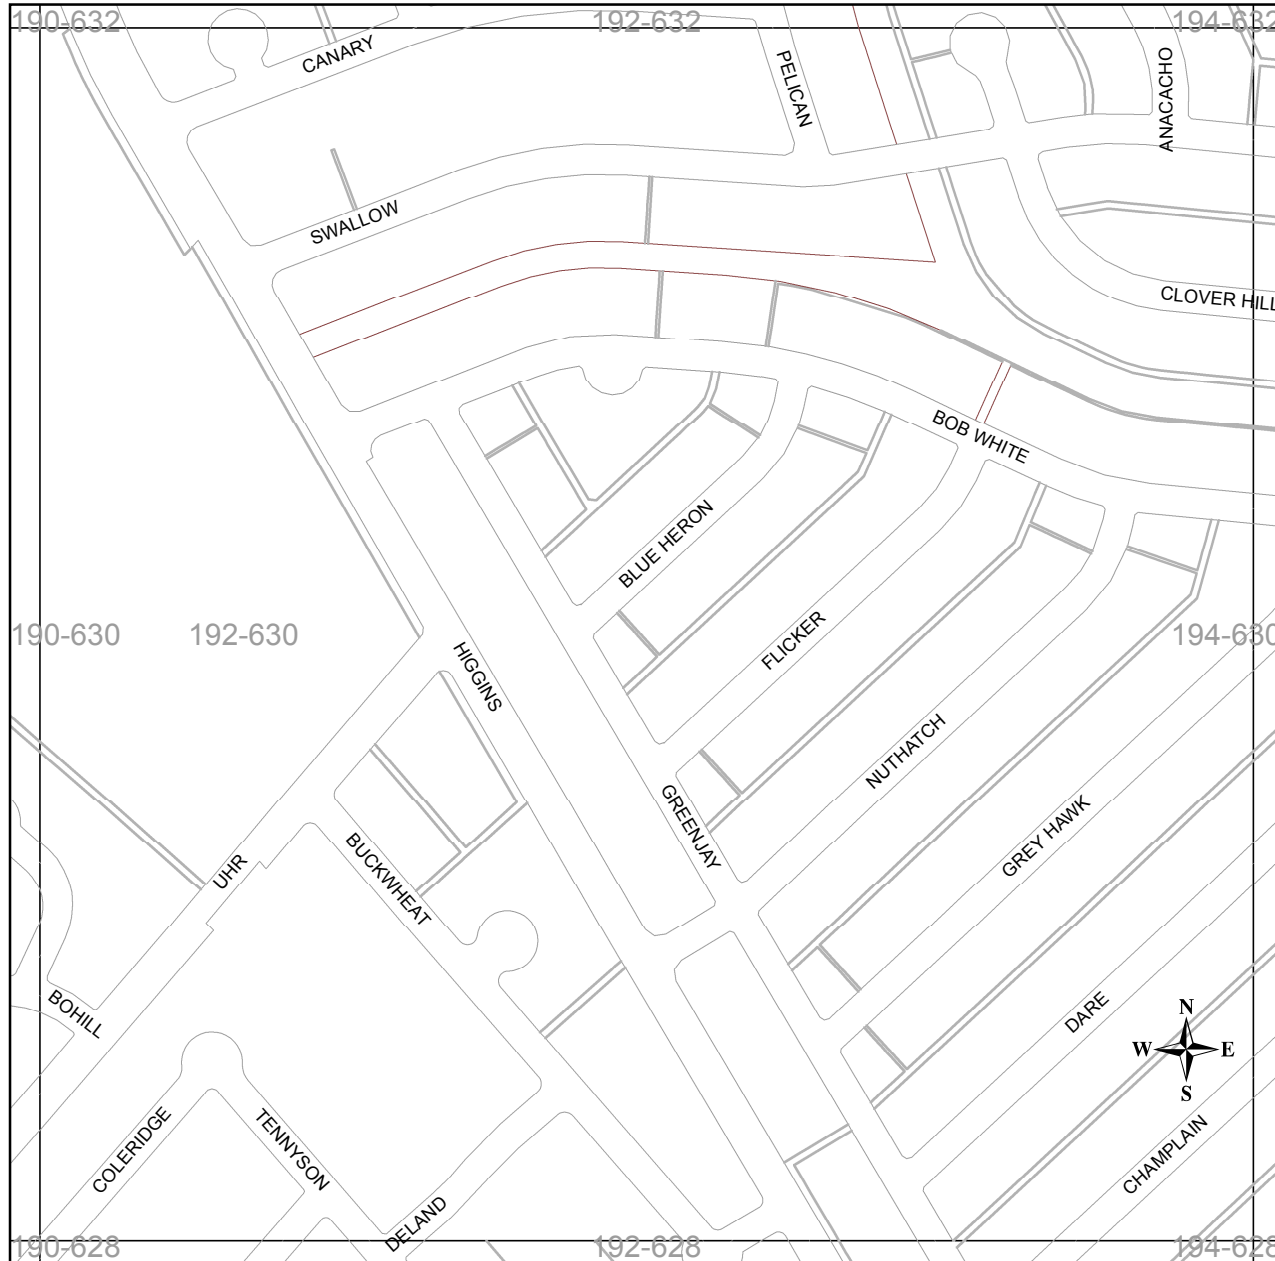 190-632
192-632
194-632
CANARY
PELICAN
ANACACHO
SWALLOW
CLOVER HILL
BOB WHITE
BLUE HERON
190-630
192-630
194-630
FLICKER
HIGGINS
NUTHATCH
GREENJAY
GREY HAWK
UHR
BUCKWHEAT
BOHILL
DARE
N
W
E
S
COLERIDGE
TENNYSON
CHAMPLAIN
DELAND
190-628
192-628
194-628